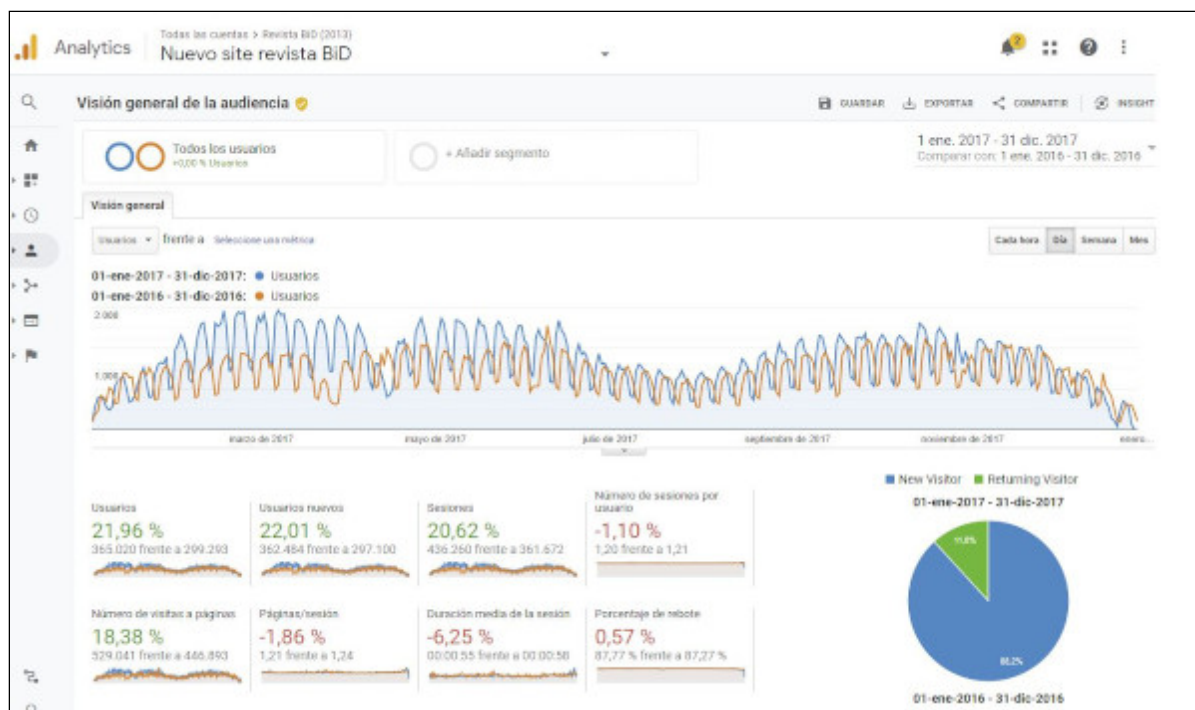 Analytics
Todas las cuentas > Revista BiD (2013)
Nuevo site revista BiD
2
Visión general de la audiencia
GUARDAR
EXPORTAR
COMPARTIR
INSIGHT
Todos los usuarios
+0,00 % Usuarios
+ Añadir segmento
1 ene. 2017 - 31 dic. 2017
Comparar con: 1 ene. 2016 - 31 dic. 2016
Visión general
Usuarios frente a Seleccione una métrica
Cada hora Día Semana Mes
01-ene-2017 - 31-dic-2017: Usuarios
01-ene-2016 - 31-dic-2016: Usuarios
2.000
1.000
marzo de 2017 mayo de 2017 julio de 2017 septiembre de 2017 noviembre de 2017 enero...
Usuarios
21,96 %
365.020 frente a 299.293
Usuarios nuevos
22,01 %
362.484 frente a 297.100
Sesiones
20,62 %
436.260 frente a 361.672
Número de sesiones por
usuario
-1,10 %
1,20 frente a 1,21
Número de visitas a páginas
18,38 %
529.041 frente a 446.893
Páginas/sesión
-1,86 %
1,21 frente a 1,24
Duración media de la sesión
-6,25 %
00:00:55 frente a 00:00:58
Porcentaje de rebote
0,57 %
87,77 % frente a 87,27 %
New Visitor Returning Visitor
01-ene-2017 - 31-dic-2017
11,8%
88,2%
01-ene-2016 - 31-dic-2016